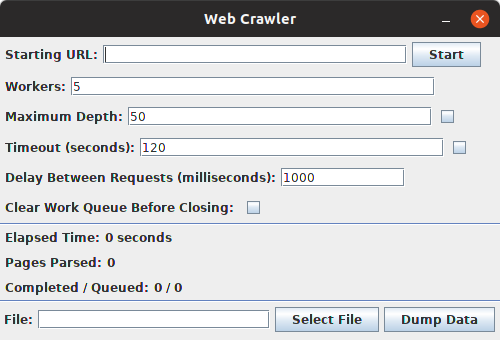 Web Crawler
Starting URL: Start
Workers: 5
Maximum Depth: 50
Timeout (seconds): 120
Delay Between Requests (milliseconds): 1000
Clear Work Queue Before Closing:
Elapsed Time: 0 seconds
Pages Parsed: 0
Completed / Queued: 0 / 0
File: Select File Dump Data